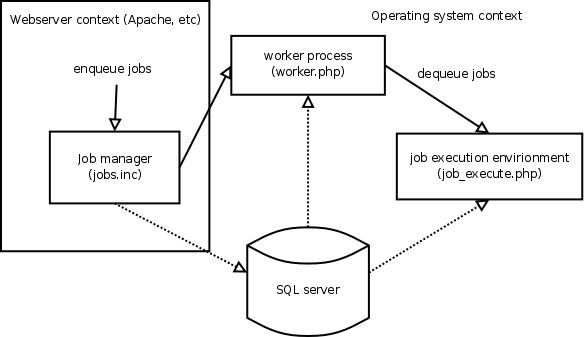 Webserver context (Apache, etc)
Operating system context
enqueue jobs
worker process
(worker.php)
dequeue jobs
Job manager
(jobs.inc)
job execution envirionment
(job_execute.php)
SQL server